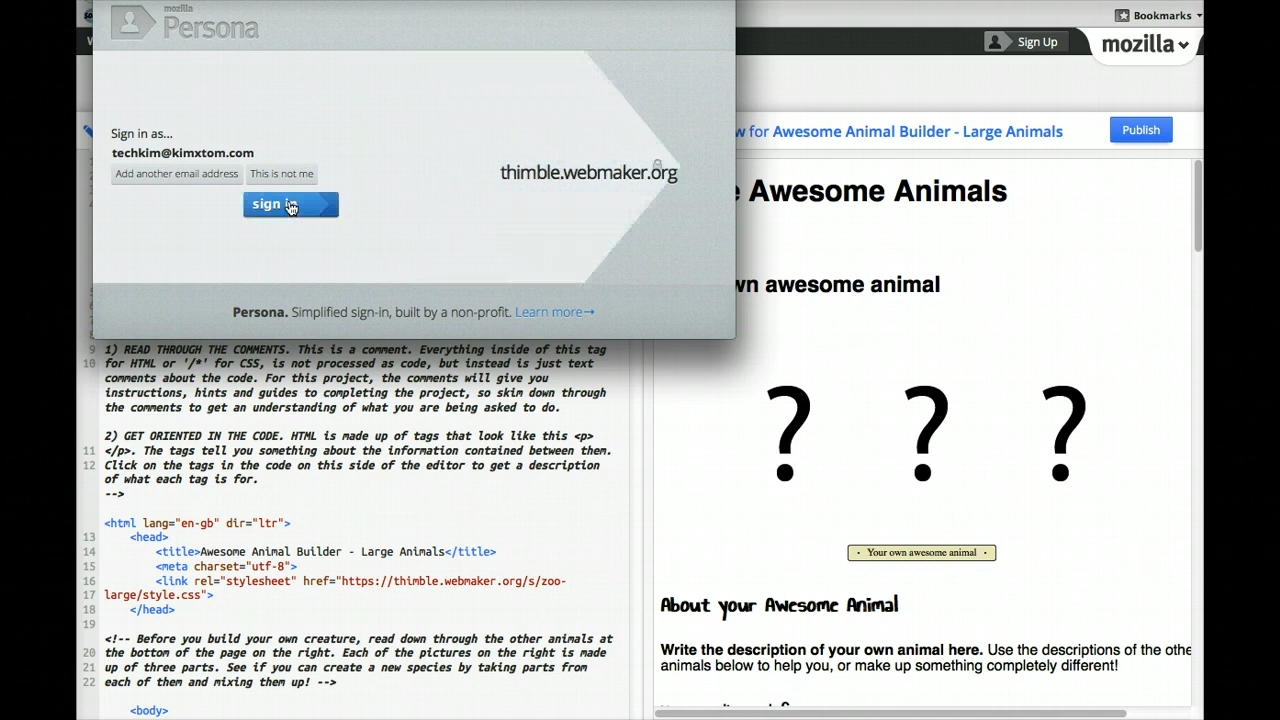 mozilla
Persona
Bookmarks
Sign Up
mozilla
Sign in as...
techkim@kimxtom.com
Add another email address
This is not me
sign
thimble.webmaker.org
Persona. Simplified sign-in, built by a non-profit. Learn more→
for Awesome Animal Builder - Large Animals
Publish
9 1) READ THROUGH THE COMMENTS. This is a comment. Everything inside of this tag
10 for HTML or '/*' for CSS, is not processed as code, but instead is just text
comments about the code. For this project, the comments will give you
instructions, hints and guides to completing the project, so skim down through
the comments to get an understanding of what you are being asked to do.
2) GET ORIENTED IN THE CODE. HTML is made up of tags that look like this <p>
11 </p>. The tags tell you something about the information contained between them.
12 Click on the tags in the code on this side of the editor to get a description
of what each tag is for.
-->
<html lang="en-gb" dir="ltr">
13 <head>
14 <title>Awesome Animal Builder - Large Animals</title>
15 <meta charset="utf-8">
16 <link rel="stylesheet" href="https://thimble.webmaker.org/s/zoo-
17 large/style.css">
18 </head>
19
<!-- Before you build your own creature, read down through the other animals at
20 the bottom of the page on the right. Each of the pictures on the right is made
21 up of three parts. See if you can create a new species by taking parts from
22 each of them and mixing them up! -->
<body>
Awesome Animals
awesome animal
? ? ?
· Your own awesome animal ·
About your Awesome Animal
Write the description of your own animal here. Use the descriptions of the othe
animals below to help you, or make up something completely different!